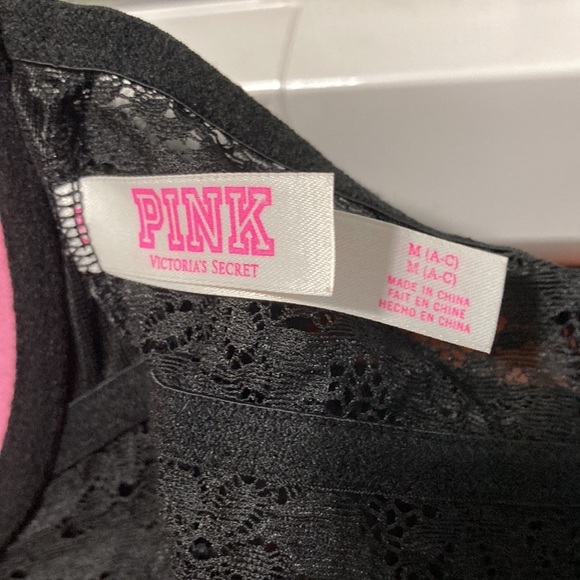 PINK
VICTORIA'S SECRET
M (A-C)
M (A-C)
MADE IN CHINA
FAIT EN CHINE
HECHO EN CHINA